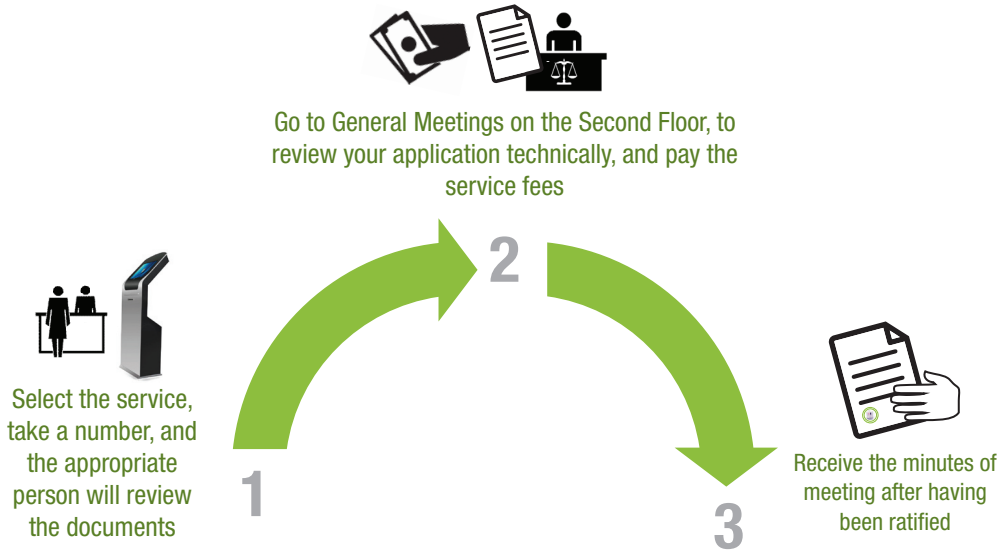 Go to General Meetings on the Second Floor, to
review your application technically, and pay the
service fees
2
Select the service,
take a number, and
the appropriate
person will review
the documents
1
Receive the minutes of
meeting after having
been ratified
3